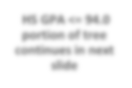 HS GPA <= 94.0
portion of tree
continues in next
slide